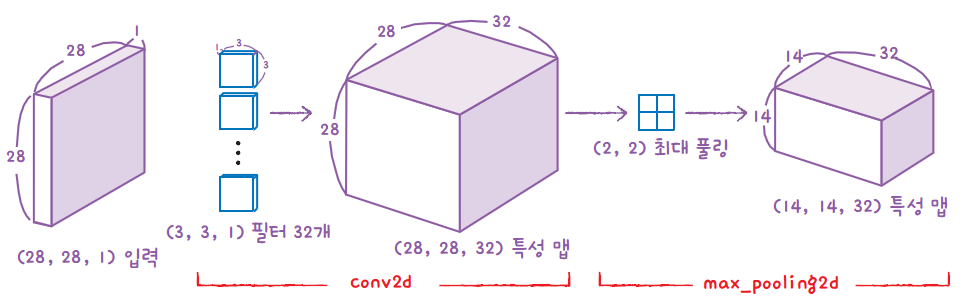 28
1
28
(28, 28, 1) 입력
1
3
3
(3, 3, 1) 필터 32개
28
32
28
(28, 28, 32) 특성 맵
(2, 2) 최대 풀링
14
32
14
(14, 14, 32) 특성 맵
conv2d
max_pooling2d